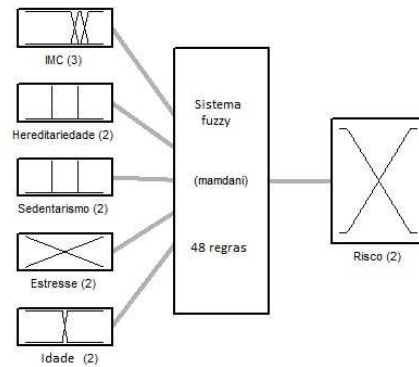 IMC (3)
Hereditariedade (2)
Sedentarismo (2)
Estresse (2)
Idade (2)
Sistema
fuzzy
(mamdani)
48 regras
Risco (2)